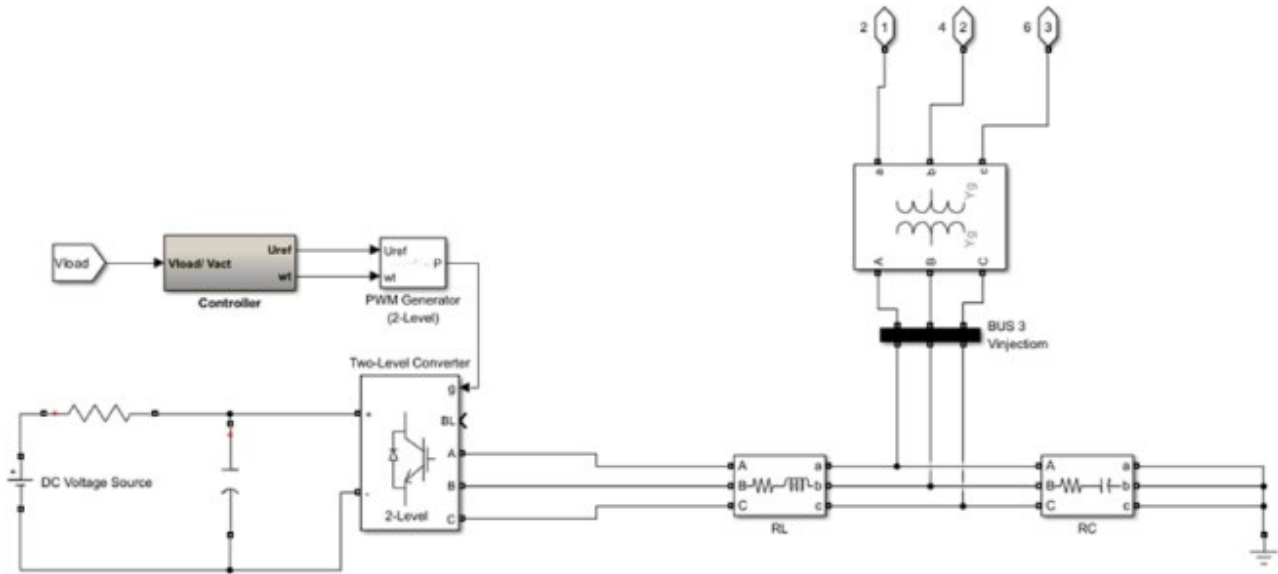 2 1 4 2 6 3
a b c
Yg
Yg
A B C
BUS 3
Vinjectiom
Vload
Vload/ Vact
Uref
wt
Controller
Uref
wt
P
PWM Generator
(2-Level)
Two-Level Converter
g
BL
+
-
A
B
C
2-Level
+
DC Voltage Source
A a
B b
C c
RL
A a
B b
C c
RC